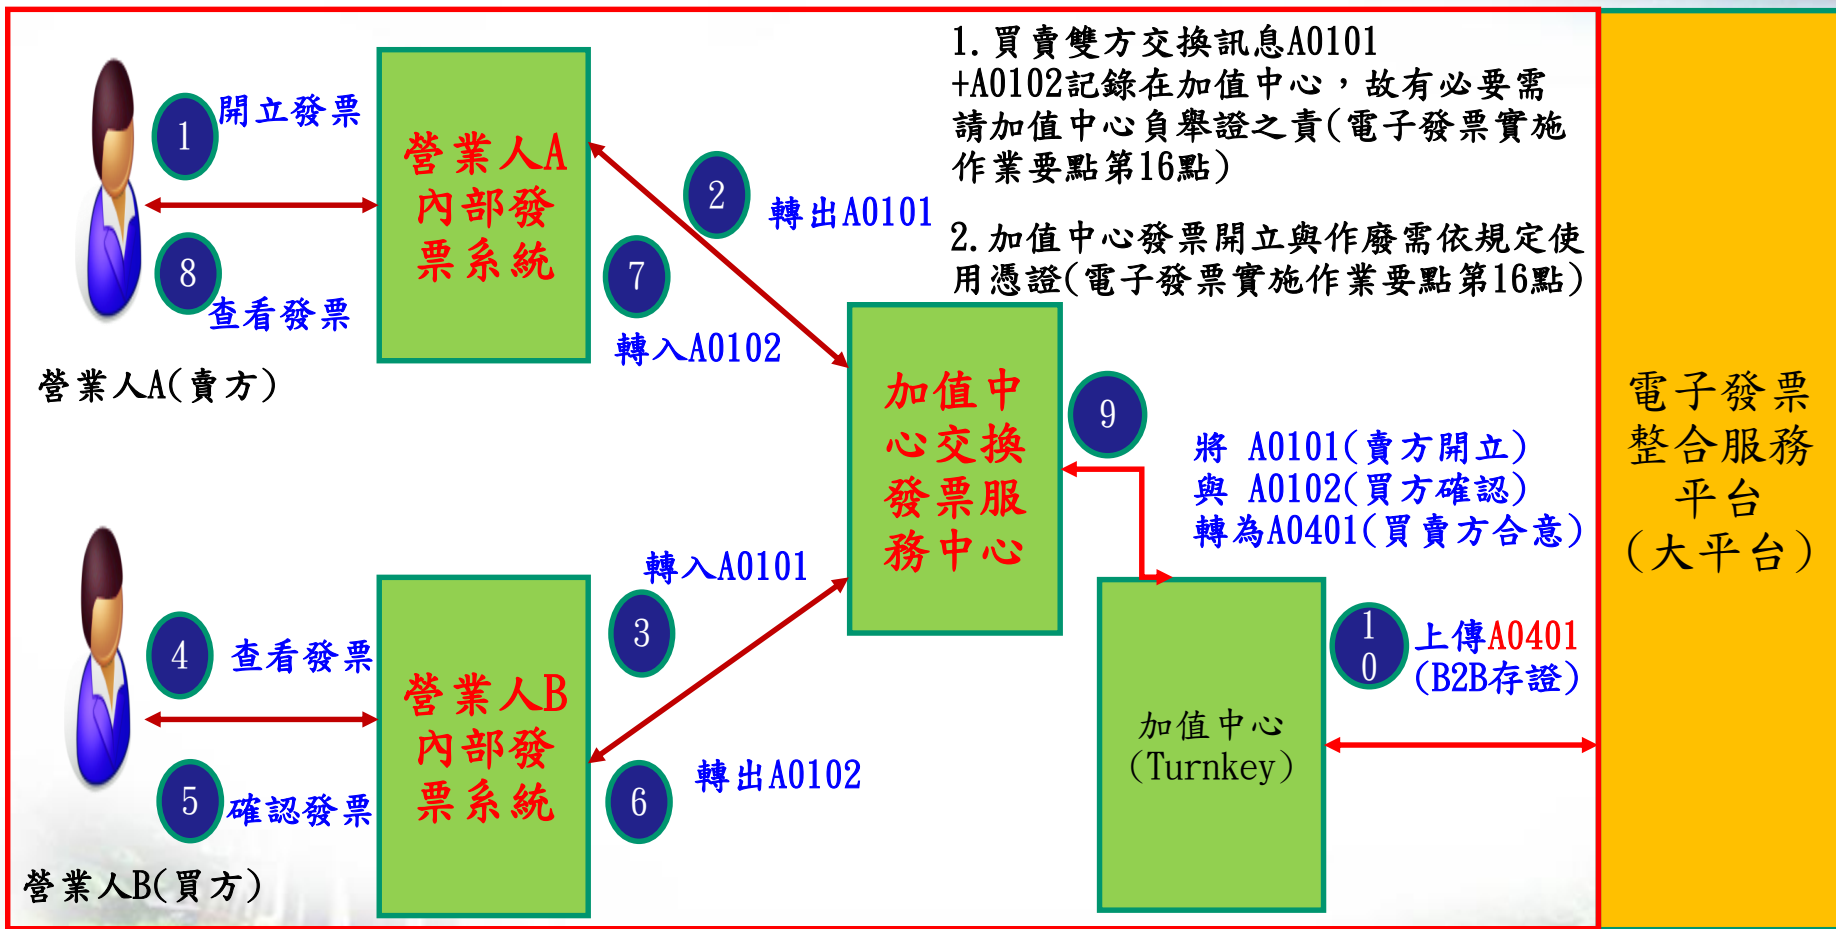 1.買賣雙方交換訊息A0101
+A0102記錄在加值中心，故有必要需
請加值中心負舉證之責(電子發票實施
作業要點第16點)
2.加值中心發票開立與作廢需依規定使
用憑證(電子發票實施作業要點第16點)
1
開立發票
8
查看發票
營業人A(賣方)
營業人A
內部發
票系統
2
轉出A0101
7
轉入A0102
加值中
心交換
發票服
務中心
9
將 A0101(賣方開立)
與 A0102(買方確認)
轉為A0401(買賣方合意)
轉入A0101
3
4
查看發票
5
確認發票
營業人B(買方)
營業人B
內部發
票系統
轉出A0102
6
加值中心
(Turnkey)
1
0
上傳A0401
(B2B存證)
電子發票
整合服務
平台
(大平台)